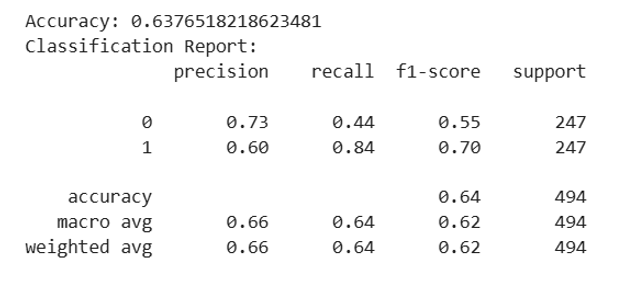 Accuracy: 0.6376518218623481
Classification Report:
precision recall f1-score support
0 0.73 0.44 0.55 247
1 0.60 0.84 0.70 247
accuracy 0.64 494
macro avg 0.66 0.64 0.62 494
weighted avg 0.66 0.64 0.62 494